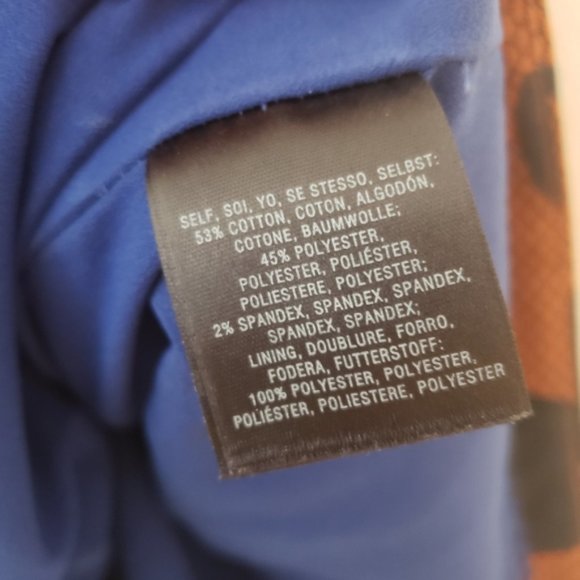 SELF, SOI, YO, SE STESSO, SELBST:
53% COTTON, COTON, ALGODÓN,
COTONE, BAUMWOLLE;
45% POLYESTER,
POLYESTER, POLIÉSTER,
POLIESTERE, POLYESTER;
2% SPANDEX, SPANDEX, SPANDEX,
SPANDEX, SPANDEX;
LINING, DOUBLURE, FORRO,
FODERA, FUTTERSTOFF:
100% POLYESTER, POLYESTER,
POLIÉSTER, POLIESTERE, POLYESTER